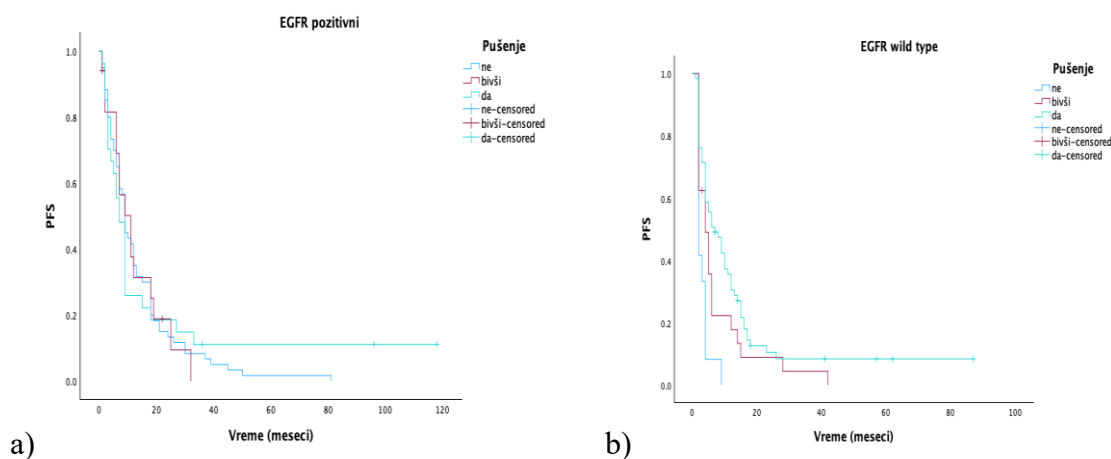 EGFR pozitivni
Pušenje
ne
bivši
da
ne-censored
bivši-censored
da-censored
PFS
1.0
0.8
0.6
0.4
0.2
0.0
0 20 40 60 80 100 120
Vreme (meseci)
a)
EGFR wild type
Pušenje
ne
bivši
da
ne-censored
bivši-censored
da-censored
PFS
1.0
0.8
0.6
0.4
0.2
0.0
0 20 40 60 80 100
Vreme (meseci)
b)